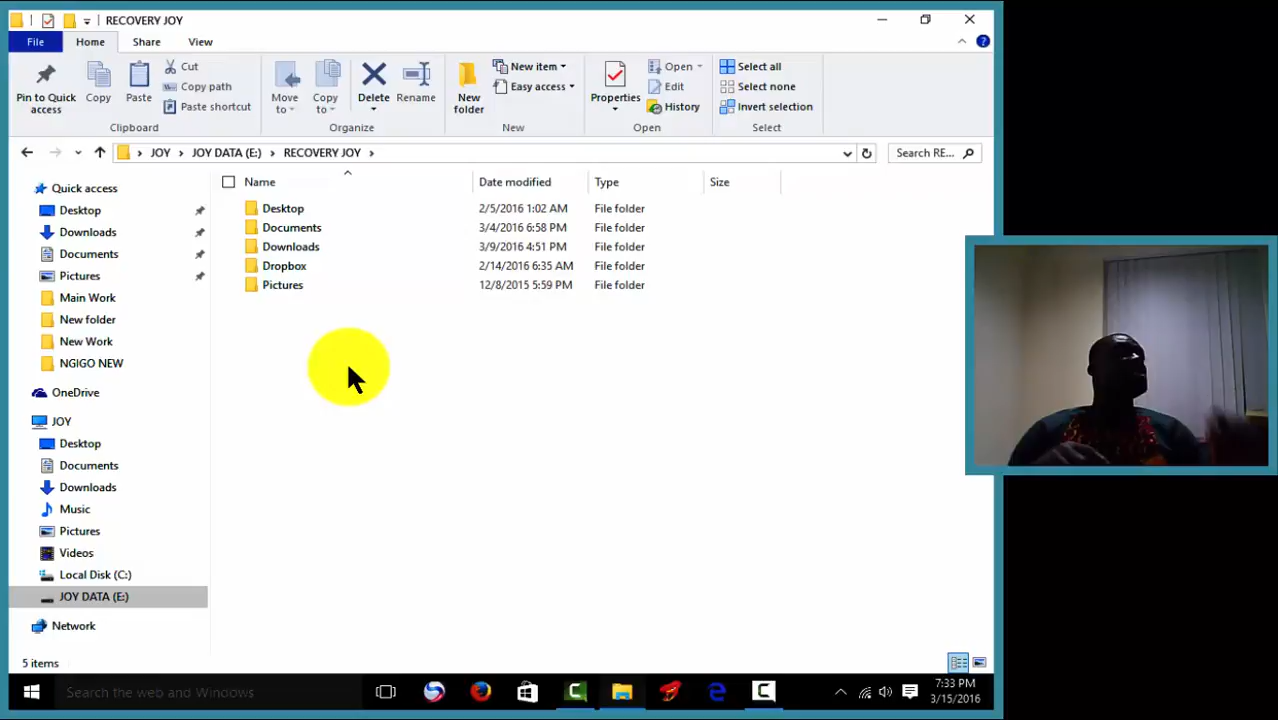 RECOVERY JOY
File Home Share View
Pin to Quick access
Copy
Paste
Cut
Copy path
Paste shortcut
Clipboard
Move to
Copy to
Delete
Rename
Organize
New folder
New item
Easy access
New
Properties
Open
Edit
History
Open
Select all
Select none
Invert selection
Select
JOY JOY DATA (E:) RECOVERY JOY
Search RE...
Name Date modified Type Size
Desktop 2/5/2016 1:02 AM File folder
Documents 3/4/2016 6:58 PM File folder
Downloads 3/9/2016 4:51 PM File folder
Dropbox 2/14/2016 6:35 AM File folder
Pictures 12/8/2015 5:59 PM File folder
Quick access
Desktop
Downloads
Documents
Pictures
Main Work
New folder
New Work
NGIGO NEW
OneDrive
JOY
Desktop
Documents
Downloads
Music
Pictures
Videos
Local Disk (C:)
JOY DATA (E:)
Network
5 items
Search the web and Windows
7:33 PM
3/15/2016